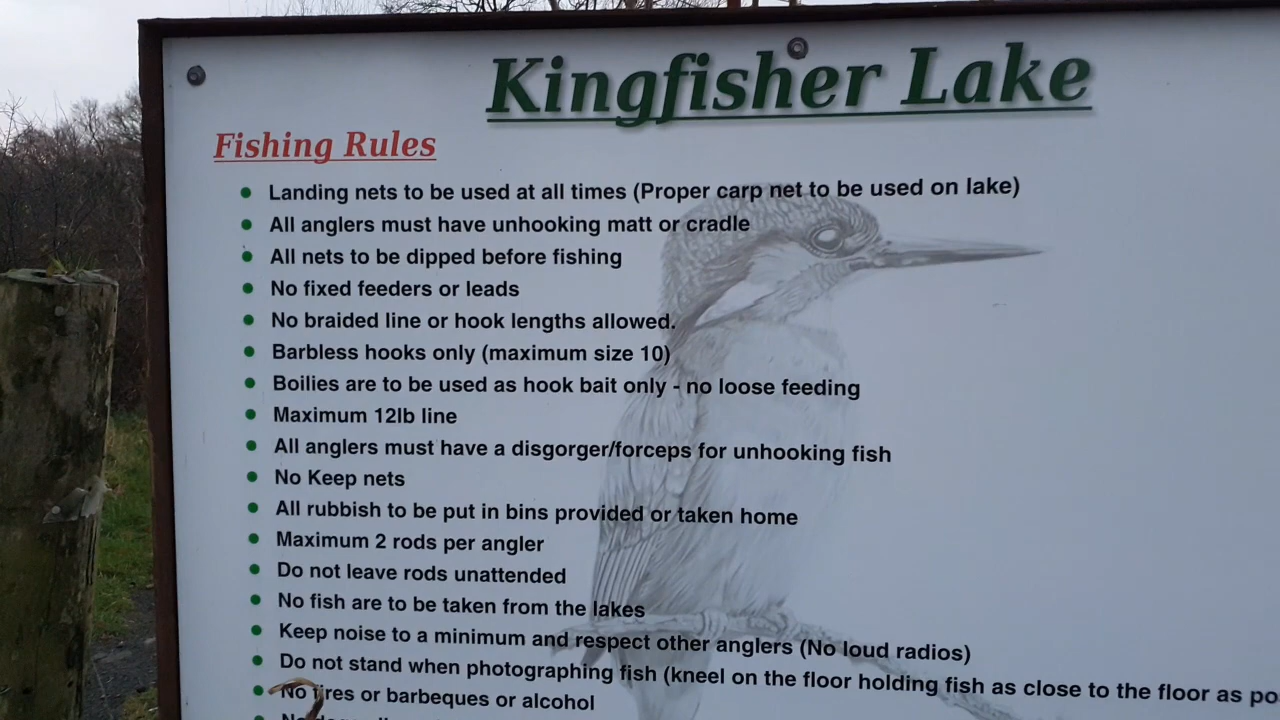 Kingfisher Lake
Fishing Rules
Landing nets to be used at all times (Proper carp net to be used on lake)
All anglers must have unhooking matt or cradle
All nets to be dipped before fishing
No fixed feeders or leads
No braided line or hook lengths allowed.
Barbless hooks only (maximum size 10)
Boilies are to be used as hook bait only - no loose feeding
Maximum 12lb line
All anglers must have a disgorger/forceps for unhooking fish
No Keep nets
All rubbish to be put in bins provided or taken home
Maximum 2 rods per angler
Do not leave rods unattended
No fish are to be taken from the lakes
Keep noise to a minimum and respect other anglers (No loud radios)
Do not stand when photographing fish (kneel on the floor holding fish as close to the floor as
No fires or barbeques or alcohol